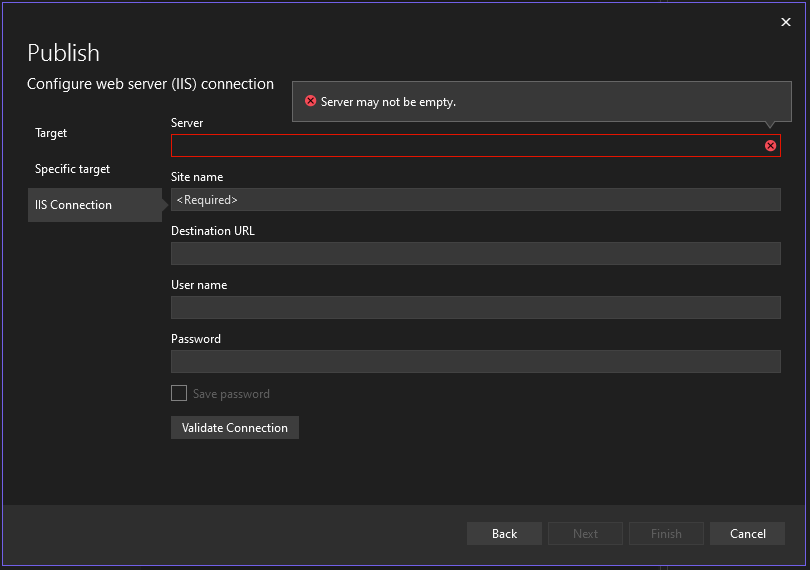 Publish
Configure web server (IIS) connection
Server may not be empty.
Target
Specific target
IIS Connection
Server
Site name
<Required>
Destination URL
User name
Password
Save password
Validate Connection
Back
Next
Finish
Cancel